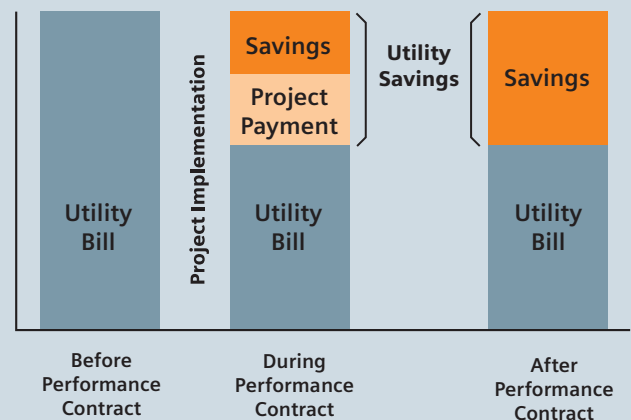 Utility
Bill
Before
Performance
Contract
Project Implementation
Savings
Project
Payment
Utility
Bill
During
Performance
Contract
Utility
Savings
Savings
Utility
Bill
After
Performance
Contract